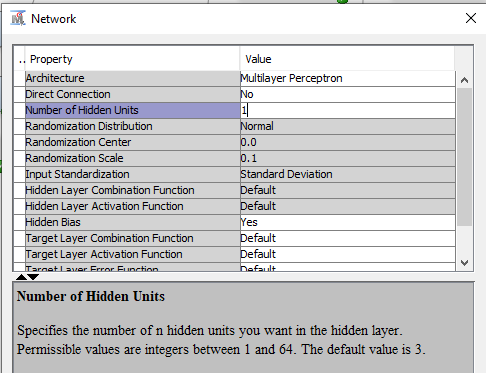 Network
.. Property Value
Architecture Multilayer Perceptron
Direct Connection No
Number of Hidden Units 1
Randomization Distribution Normal
Randomization Center 0.0
Randomization Scale 0.1
Input Standardization Standard Deviation
Hidden Layer Combination Function Default
Hidden Layer Activation Function Default
Hidden Bias Yes
Target Layer Combination Function Default
Target Layer Activation Function Default
Target Layer Error Function Default
Number of Hidden Units
Specifies the number of n hidden units you want in the hidden layer.
Permissible values are integers between 1 and 64. The default value is 3.